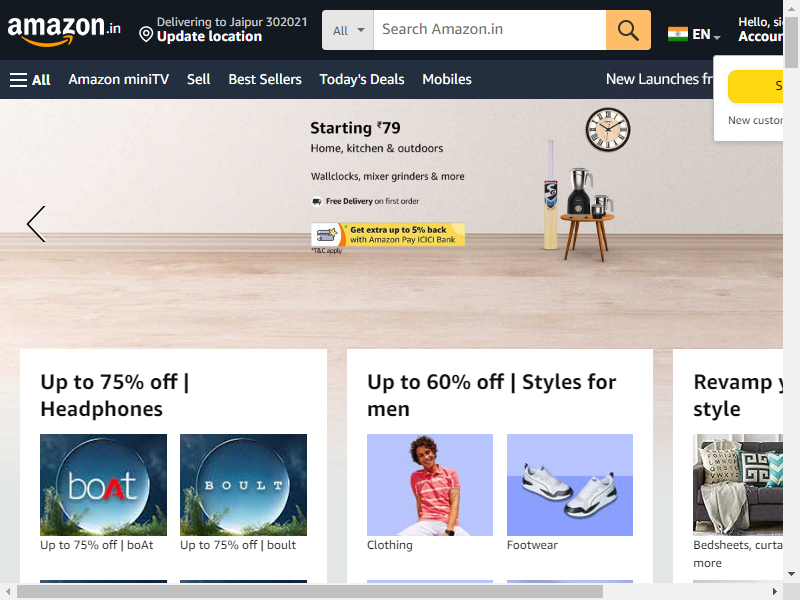 amazon.in
Delivering to Jaipur 302021
Update location
All
Search Amazon.in
EN
Hello, si
Accour
All
Amazon miniTV
Sell
Best Sellers
Today's Deals
Mobiles
New Launches fr
S
New custor
Starting ₹79
Home, kitchen & outdoors
Wallclocks, mixer grinders & more
Free Delivery on first order
Get extra up to 5% back
with Amazon Pay ICICI Bank
*T&C apply
Up to 75% off |
Headphones
boAt
BOULT
Up to 75% off | boAt
Up to 75% off | boult
Up to 60% off | Styles for
men
Clothing
Footwear
Revamp y
style
Bedsheets, curta
more